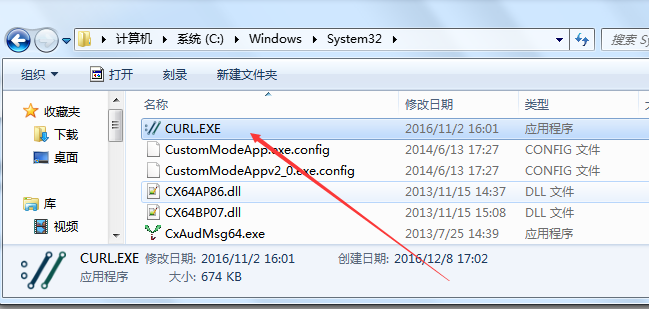 计算机 系统 (C:) Windows System32 搜索 Sy
组织 打开 刻录 新建文件夹
收藏夹
下载
桌面
库
视频
名称 修改日期 类型
CURL.EXE 2016/11/2 16:01 应用程序
CustomModeApp.exe.config 2014/6/13 17:27 CONFIG 文件
CustomModeAppv2_0.exe.config 2014/6/13 17:27 CONFIG 文件
CX64AP86.dll 2013/11/15 14:37 DLL 文件
CX64BP07.dll 2013/11/15 15:08 DLL 文件
CxAudMsg64.exe 2013/7/25 14:39 应用程序
CURL.EXE 修改日期: 2016/11/2 16:01 创建日期: 2016/12/8 17:02
应用程序 大小: 674 KB